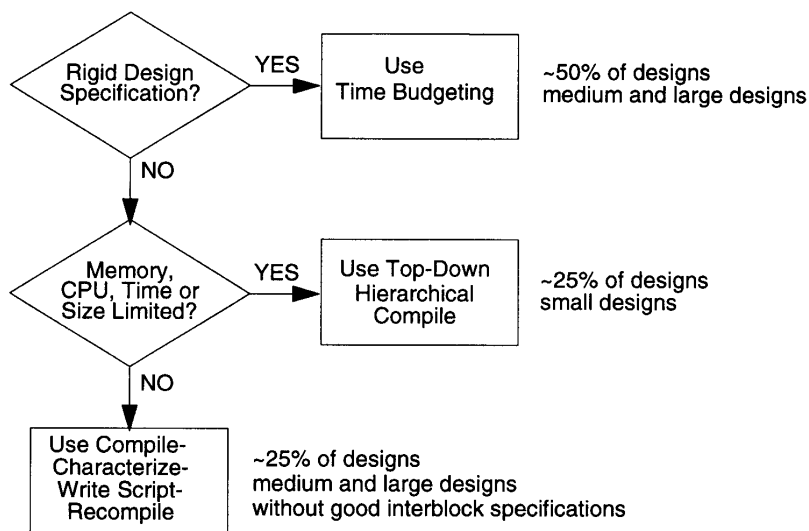 Rigid Design
Specification?
YES
Use
Time Budgeting
~50% of designs
medium and large designs
NO
Memory,
CPU, Time or
Size Limited?
YES
Use Top-Down
Hierarchical
Compile
~25% of designs
small designs
NO
Use Compile-
Characterize-
Write Script-
Recompile
~25% of designs
medium and large designs
without good interblock specifications